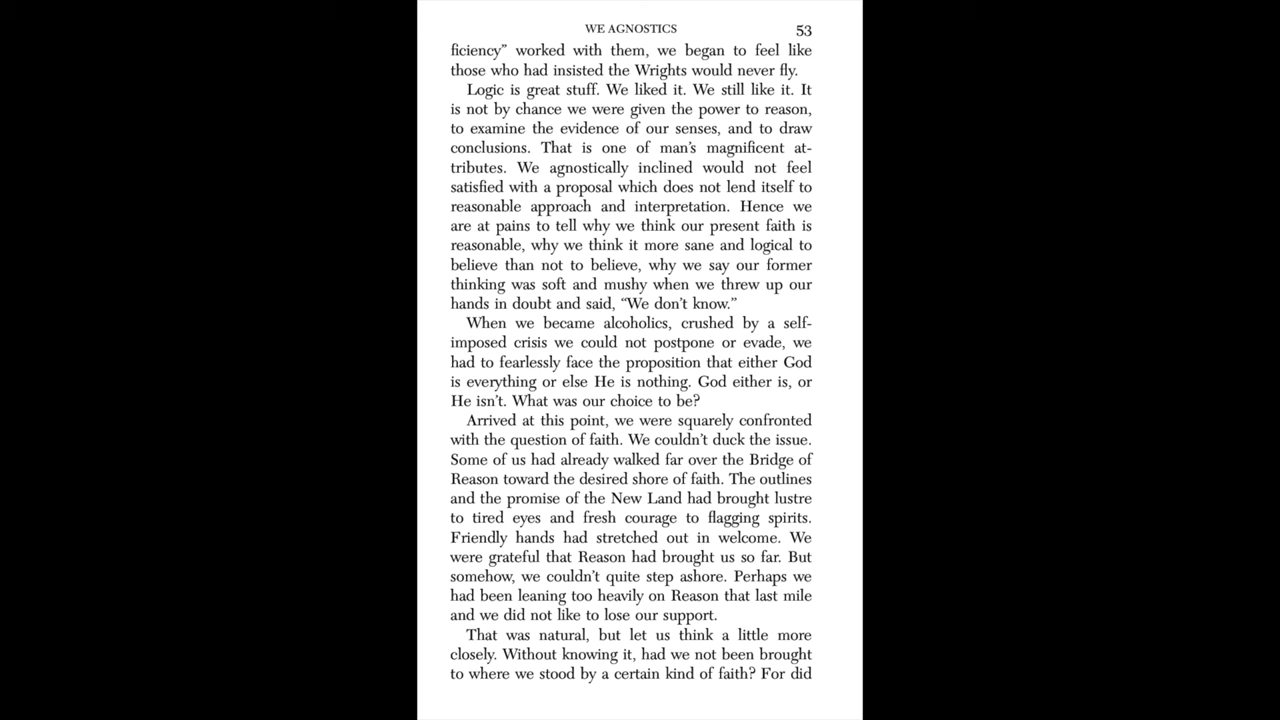 WE AGNOSTICS 53
ficiency” worked with them, we began to feel like
those who had insisted the Wrights would never fly.
Logic is great stuff. We liked it. We still like it. It
is not by chance we were given the power to reason,
to examine the evidence of our senses, and to draw
conclusions. That is one of man’s magnificent at-
tributes. We agnostically inclined would not feel
satisfied with a proposal which does not lend itself to
reasonable approach and interpretation. Hence we
are at pains to tell why we think our present faith is
reasonable, why we think it more sane and logical to
believe than not to believe, why we say our former
thinking was soft and mushy when we threw up our
hands in doubt and said, “We don’t know.”
When we became alcoholics, crushed by a self-
imposed crisis we could not postpone or evade, we
had to fearlessly face the proposition that either God
is everything or else He is nothing. God either is, or
He isn’t. What was our choice to be?
Arrived at this point, we were squarely confronted
with the question of faith. We couldn’t duck the issue.
Some of us had already walked far over the Bridge of
Reason toward the desired shore of faith. The outlines
and the promise of the New Land had brought lustre
to tired eyes and fresh courage to flagging spirits.
Friendly hands had stretched out in welcome. We
were grateful that Reason had brought us so far. But
somehow, we couldn’t quite step ashore. Perhaps we
had been leaning too heavily on Reason that last mile
and we did not like to lose our support.
That was natural, but let us think a little more
closely. Without knowing it, had we not been brought
to where we stood by a certain kind of faith? For did